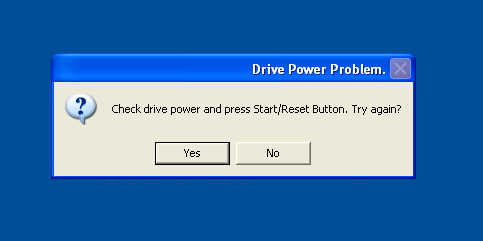 Drive Power Problem.
Check drive power and press Start/Reset Button. Try again?
Yes
No